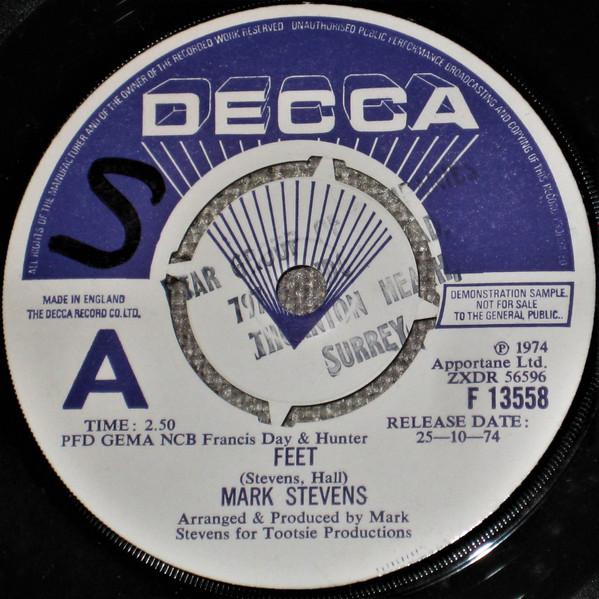 ALL RIGHTS OF THE MANUFACTURER AND OF THE OWNER OF THE RECORDED WORK RESERVED UNAUTHORISED PUBLIC PERFORMANCE BROADCASTING AND COPYING OF THIS RECORD
DECCA
S
MADE IN ENGLAND
THE DECCA RECORD CO. LTD.
DEMONSTRATION SAMPLE.
NOT FOR SALE
TO THE GENERAL PUBLIC..
THORNTON HEATH
SURREY
A
℗ 1974
Apportane Ltd.
ZXDR 56596
F 13558
TIME: 2.50
RELEASE DATE:
PFD GEMA NCB Francis Day & Hunter
25—10—74
FEET
(Stevens, Hall)
MARK STEVENS
Arranged & Produced by Mark
Stevens for Tootsie Productions